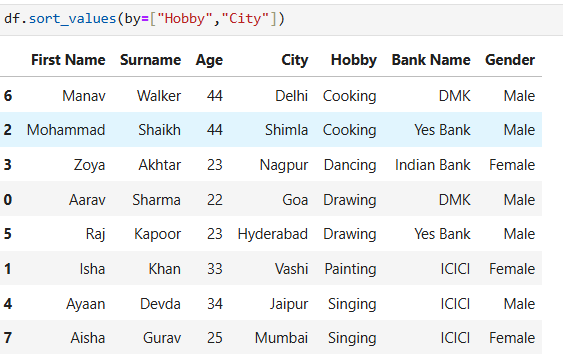 df.sort_values(by=["Hobby","City"])
First Name Surname Age City Hobby Bank Name Gender
6 Manav Walker 44 Delhi Cooking DMK Male
2 Mohammad Shaikh 44 Shimla Cooking Yes Bank Male
3 Zoya Akhtar 23 Nagpur Dancing Indian Bank Female
0 Aarav Sharma 22 Goa Drawing DMK Male
5 Raj Kapoor 23 Hyderabad Drawing Yes Bank Male
1 Isha Khan 33 Vashi Painting ICICI Female
4 Ayaan Devda 34 Jaipur Singing ICICI Male
7 Aisha Gurav 25 Mumbai Singing ICICI Female